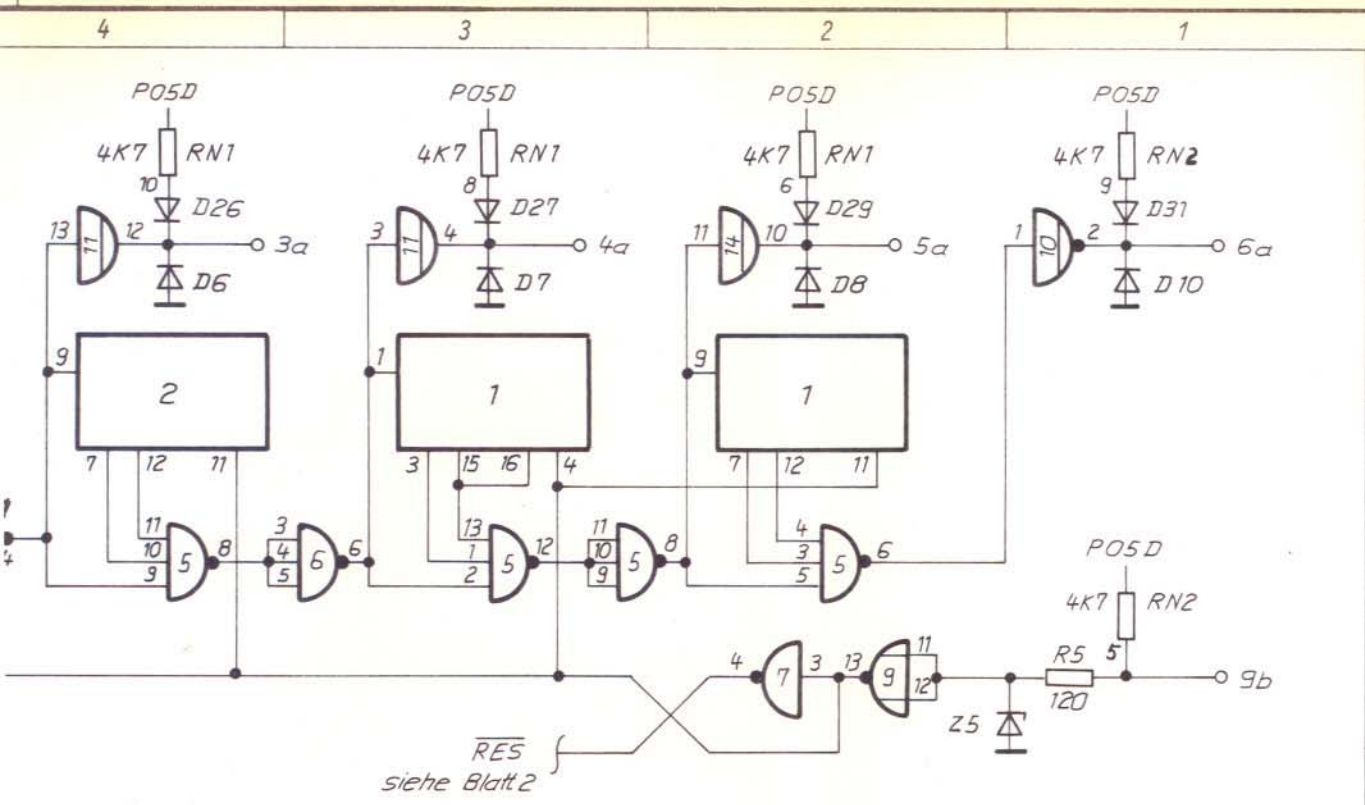 4 3 2 1
P05D P05D P05D P05D
4K7 RN1 4K7 RN1 4K7 RN1 4K7 RN2
10 8 6 9
D26 D27 D29 D31
13 11 12 3a 3 11 4 4a 11 14 10 5a 1 10 2 6a
D6 D7 D8 D10
9 1 9
2 1 1
7 12 11 3 15 16 4 7 12 11
11 3 13 11 4
10 5 8 4 6 6 1 5 12 10 5 8 3 5 6
9 5 2 9 5
4
P05D
4K7 RN2
5
4 7 3 13 9 11 R5 9b
12 120
Z5
RES
siehe Blatt 2